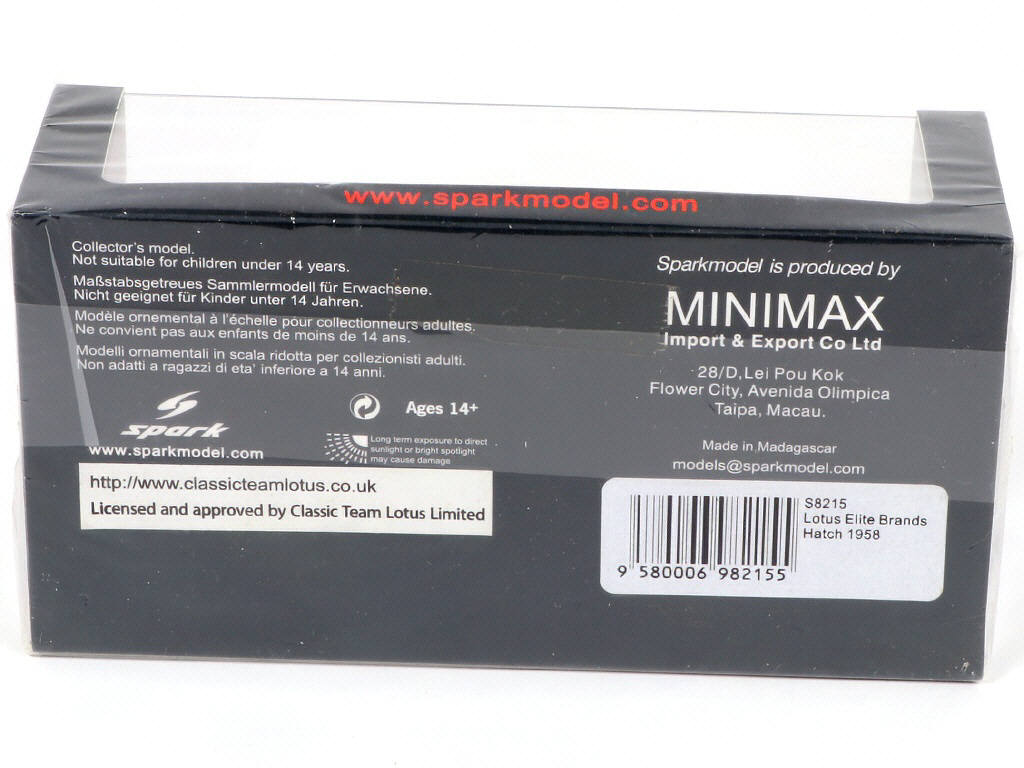 www.sparkmodel.com
Collector's model.
Not suitable for children under 14 years.
Maßstabsgetreues Sammlermodell für Erwachsene.
Nicht geeignet für Kinder unter 14 Jahren.
Modèle ornemental à l'échelle pour collectionneurs adultes.
Ne convient pas aux enfants de moins de 14 ans.
Modelli ornamentali in scala ridotta per collezionisti adulti.
Non adatti a ragazzi di eta' inferiore a 14 anni.
spark
www.sparkmodel.com
Ages 14+
Long term exposure to direct
sunlight or bright spotlight
may cause damage
http://www.classicteamlotus.co.uk
Licensed and approved by Classic Team Lotus Limited
Sparkmodel is produced by
MINIMAX
Import & Export Co Ltd
28/D, Lei Pou Kok
Flower City, Avenida Olimpica
Taipa, Macau.
Made in Madagascar
models@sparkmodel.com
S8215
Lotus Elite Brands
Hatch 1958
9 580006 982155